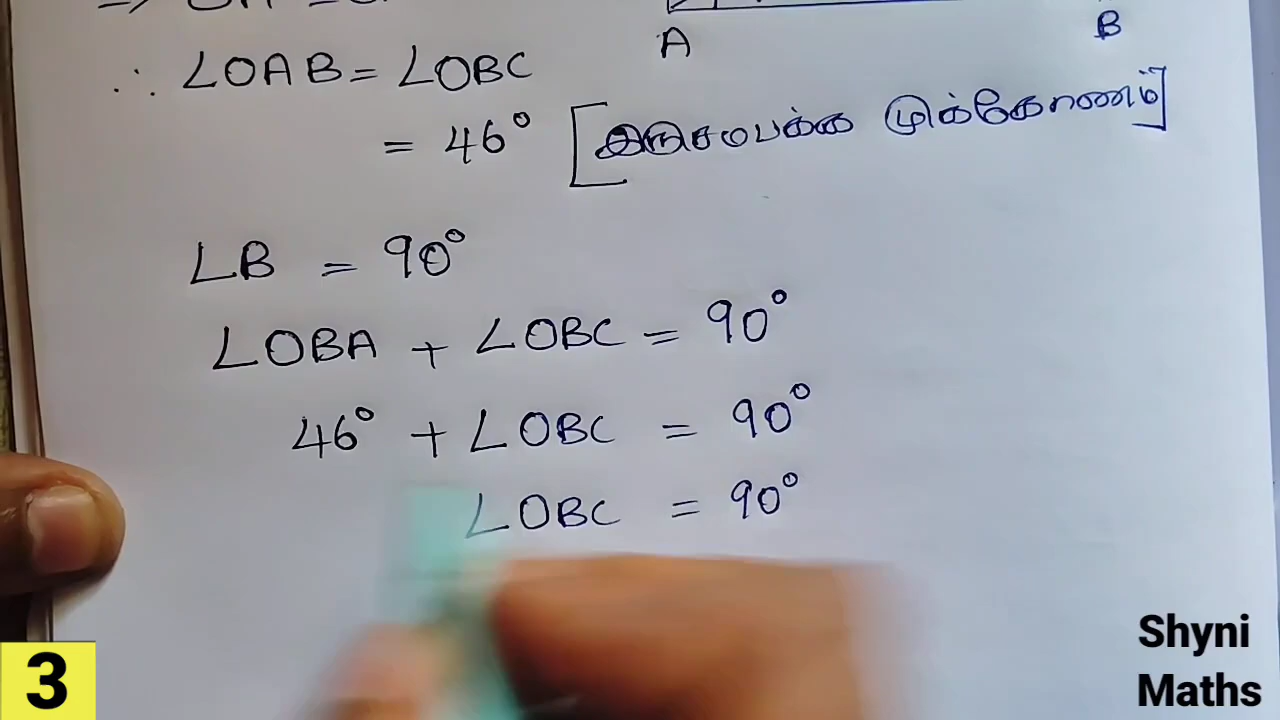 A
B
∴ ∠OAB = ∠OBC
= 46° [இருசமபக்க முக்கோணம்]
∠B = 90°
∠OBA + ∠OBC = 90°
46° + ∠OBC = 90°
∠OBC = 90°
3
Shyni
Maths